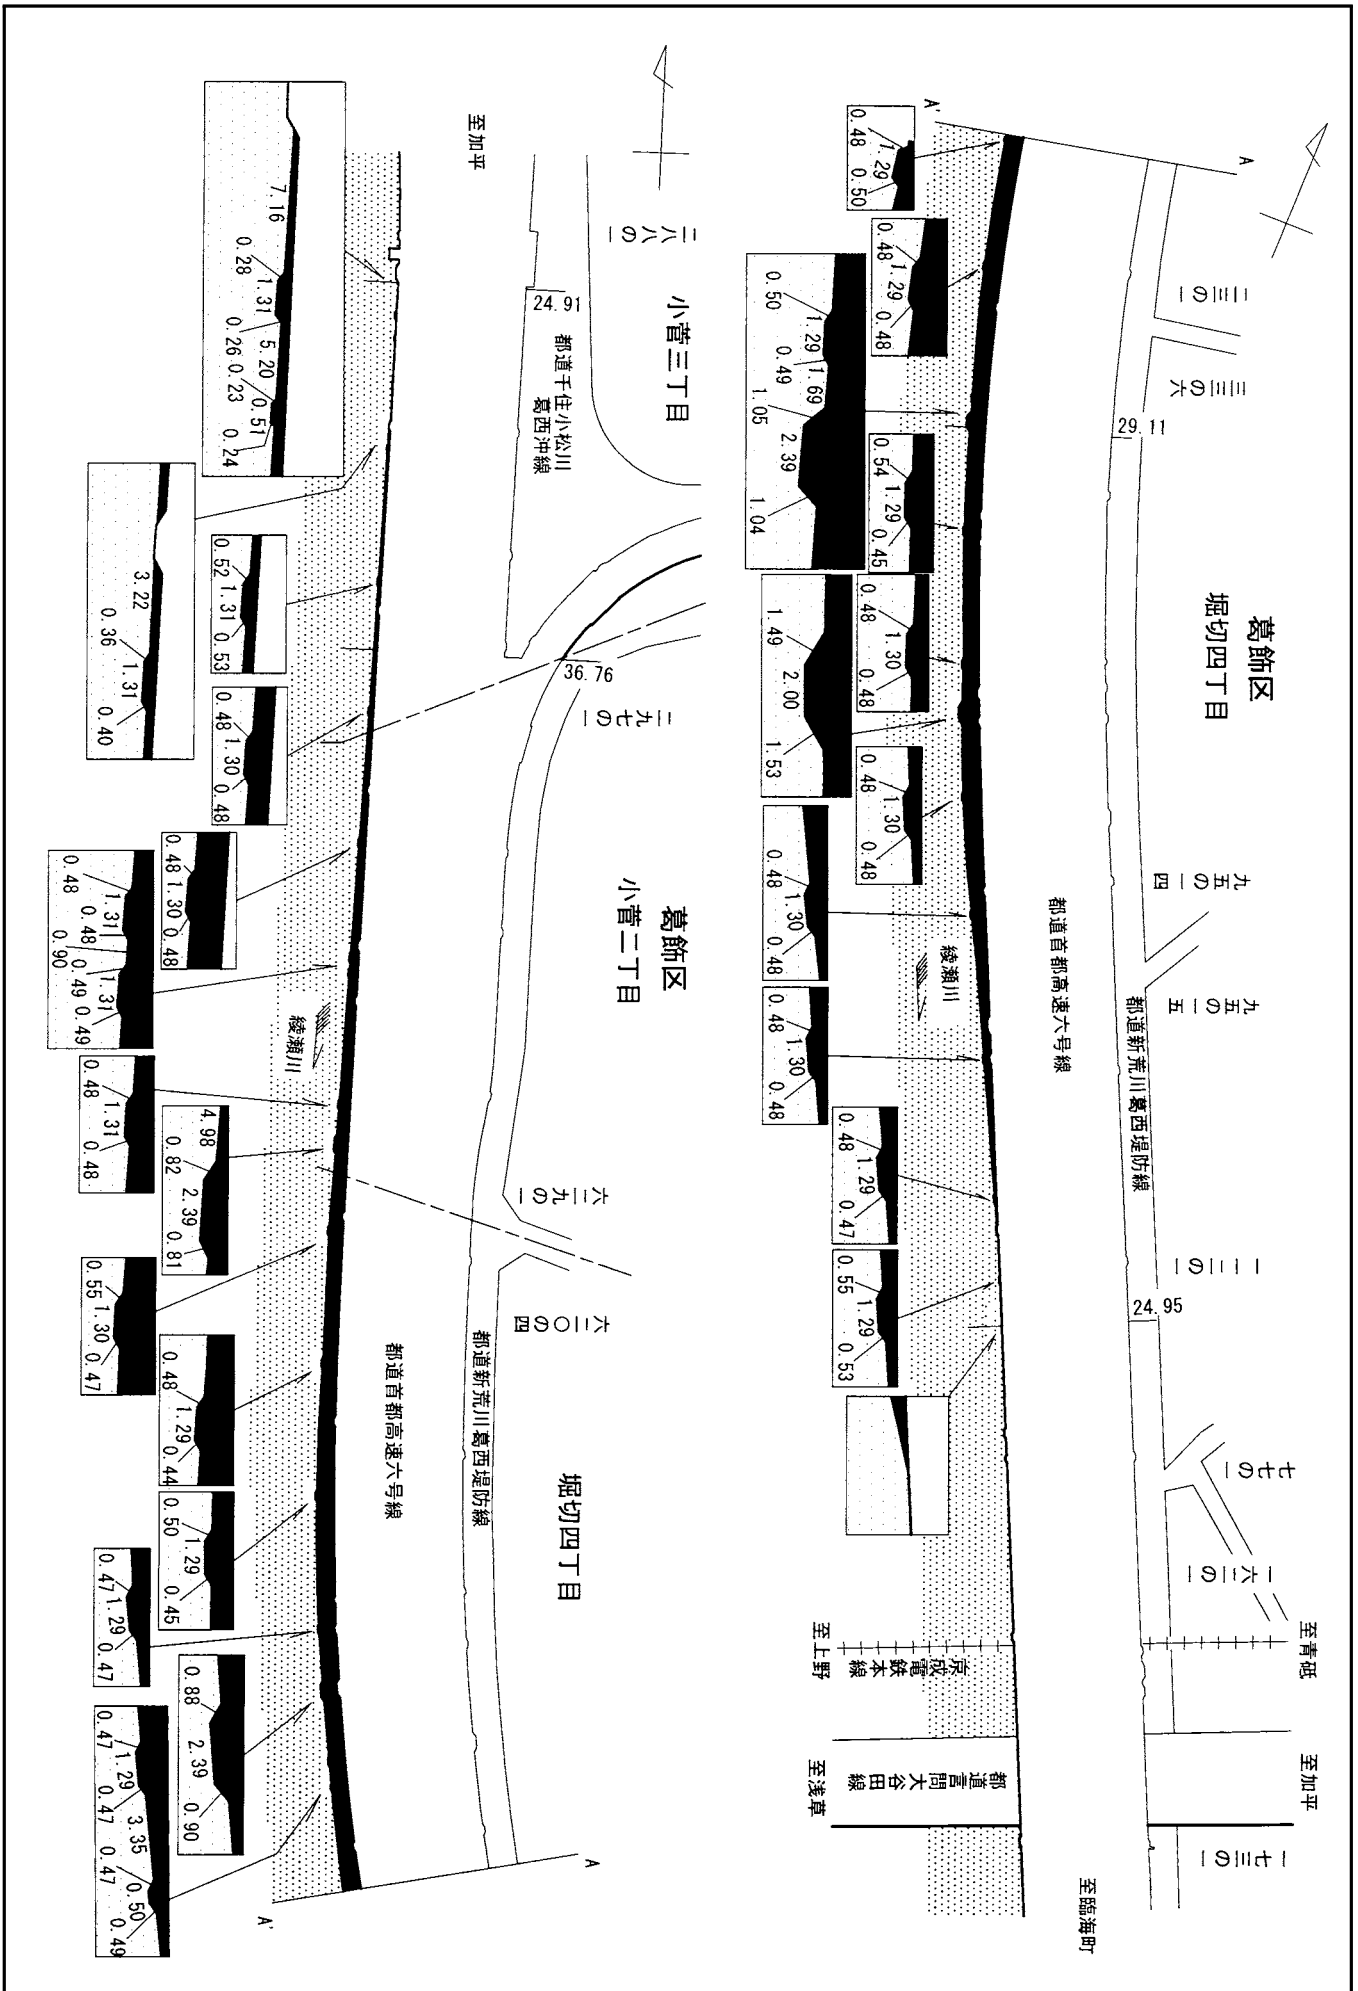 葛飾区
堀切四丁目
A
A'
二三の一
三三の六
29.11
九五の一四
九五の一五
都道新荒川葛西堤防線
都道首都高速六号線
綾瀬川
一一二の一
24.95
七七の一
一六二の一
至青砥
至上野
京成電鉄本線
至加平
至浅草
都道言問大谷田線
一七三の一
至臨海町
0.48
1.29
0.50
0.48
1.29
0.48
0.50
1.29
0.49
1.69
1.05
2.39
1.04
0.54
1.29
0.45
0.48
1.30
0.48
1.49
2.00
1.53
0.48
1.30
0.48
0.48
1.30
0.48
0.48
1.30
0.48
0.48
1.29
0.47
0.55
1.29
0.53
至加平
二八八の一
小菅三丁目
24.91
都道千住小松川
葛西沖線
36.76
二九七の一
葛飾区
小菅二丁目
六一九の一
六二〇の四
堀切四丁目
都道新荒川葛西堤防線
都道首都高速六号線
綾瀬川
A
A'
7.16
0.28
1.31
0.26
5.20
0.23
0.51
0.24
3.22
0.36
1.31
0.40
0.52
1.31
0.53
0.48
1.30
0.48
0.48
1.30
0.48
0.48
1.31
0.48
0.90
0.49
1.31
0.49
0.48
1.31
0.48
4.98
0.82
2.39
0.81
0.55
1.30
0.47
0.48
1.29
0.44
0.50
1.29
0.45
0.47
1.29
0.47
0.88
2.39
0.90
0.47
1.29
0.47
3.35
0.47
0.50
0.49